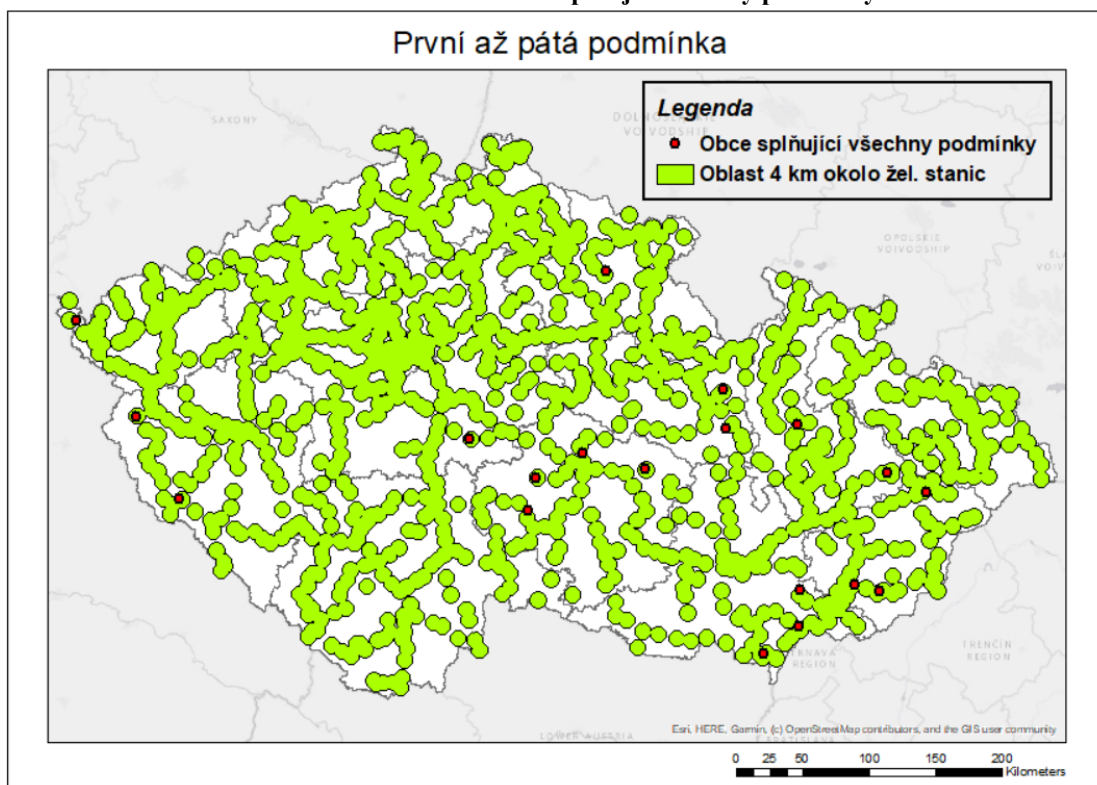 První až pátá podmínka
SAXONY
DOLNOŚLĄSKIE
VOIVODSHIP
Legenda
Obce splňující všechny podmínky
Oblast 4 km okolo žel. stanic
OPOLSKIE
VOIVODSHIP
TRENČÍN
REGION
TRNAVA
REGION
LOWER AUSTRIA
BRATISLAVA
Esri, HERE, Garmin, (c) OpenStreetMap contributors, and the GIS user community
0 25 50 100 150 200
Kilometers